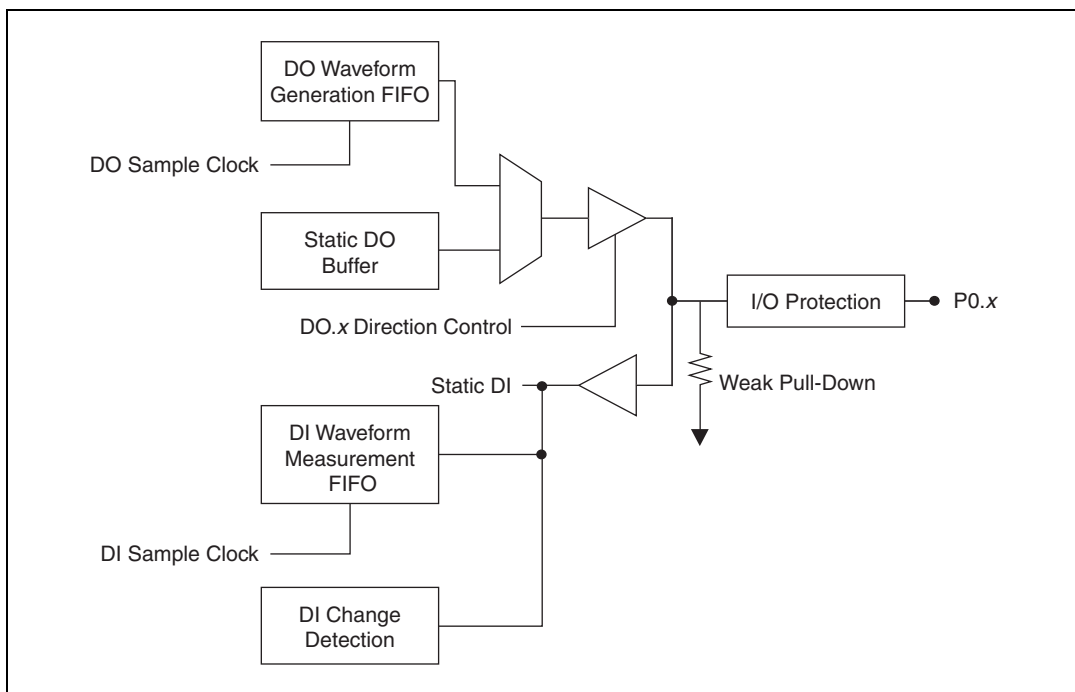 DO Waveform
Generation FIFO
DO Sample Clock
Static DO
Buffer
I/O Protection
P0.x
DO.x Direction Control
Static DI
Weak Pull-Down
DI Waveform
Measurement
FIFO
DI Sample Clock
DI Change
Detection